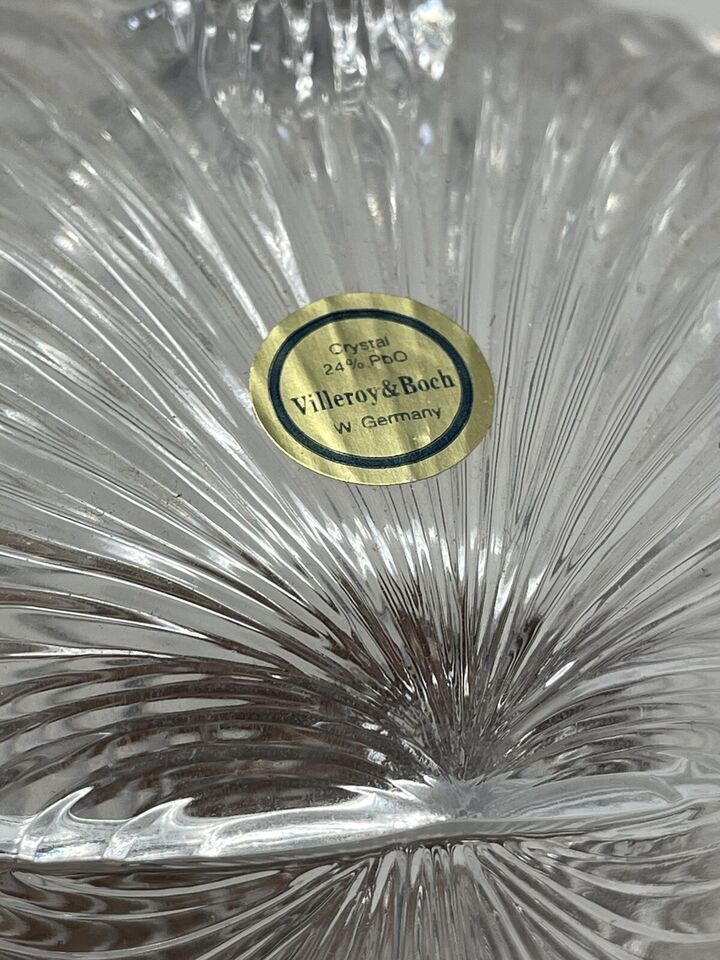 Crystal
24% PbO
Villeroy&Boch
W. Germany